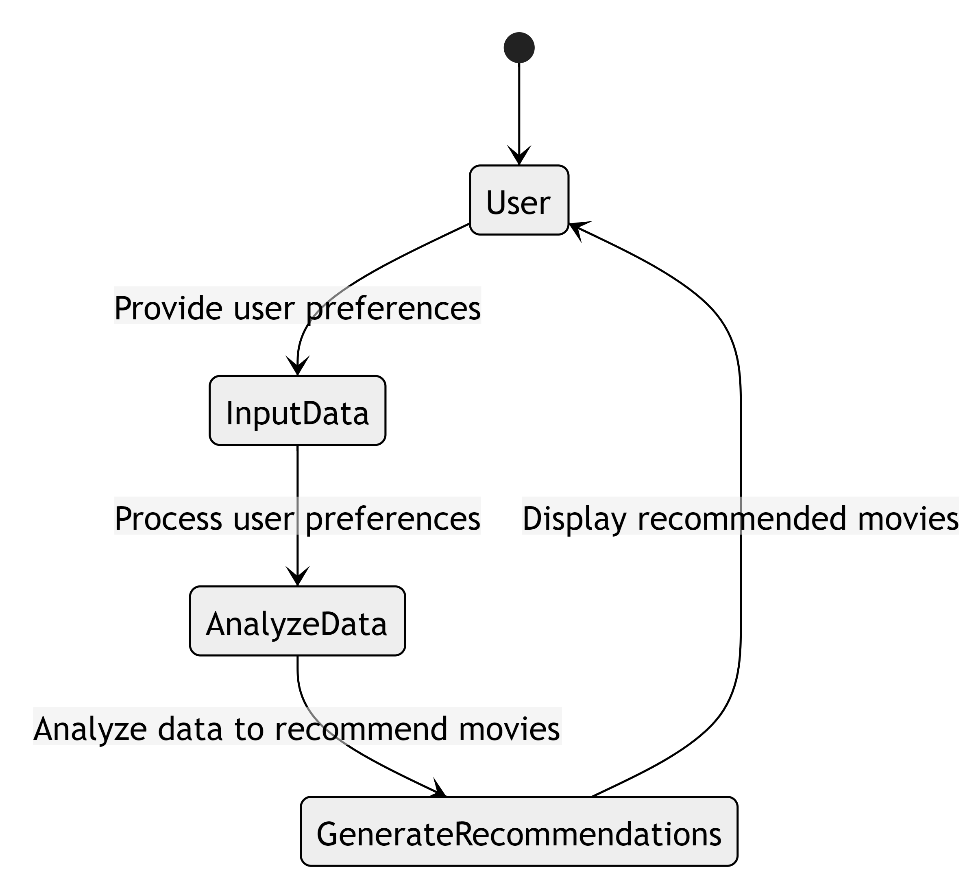 User
Provide user preferences
InputData
Process user preferences
Display recommended movies
AnalyzeData
Analyze data to recommend movies
GenerateRecommendations